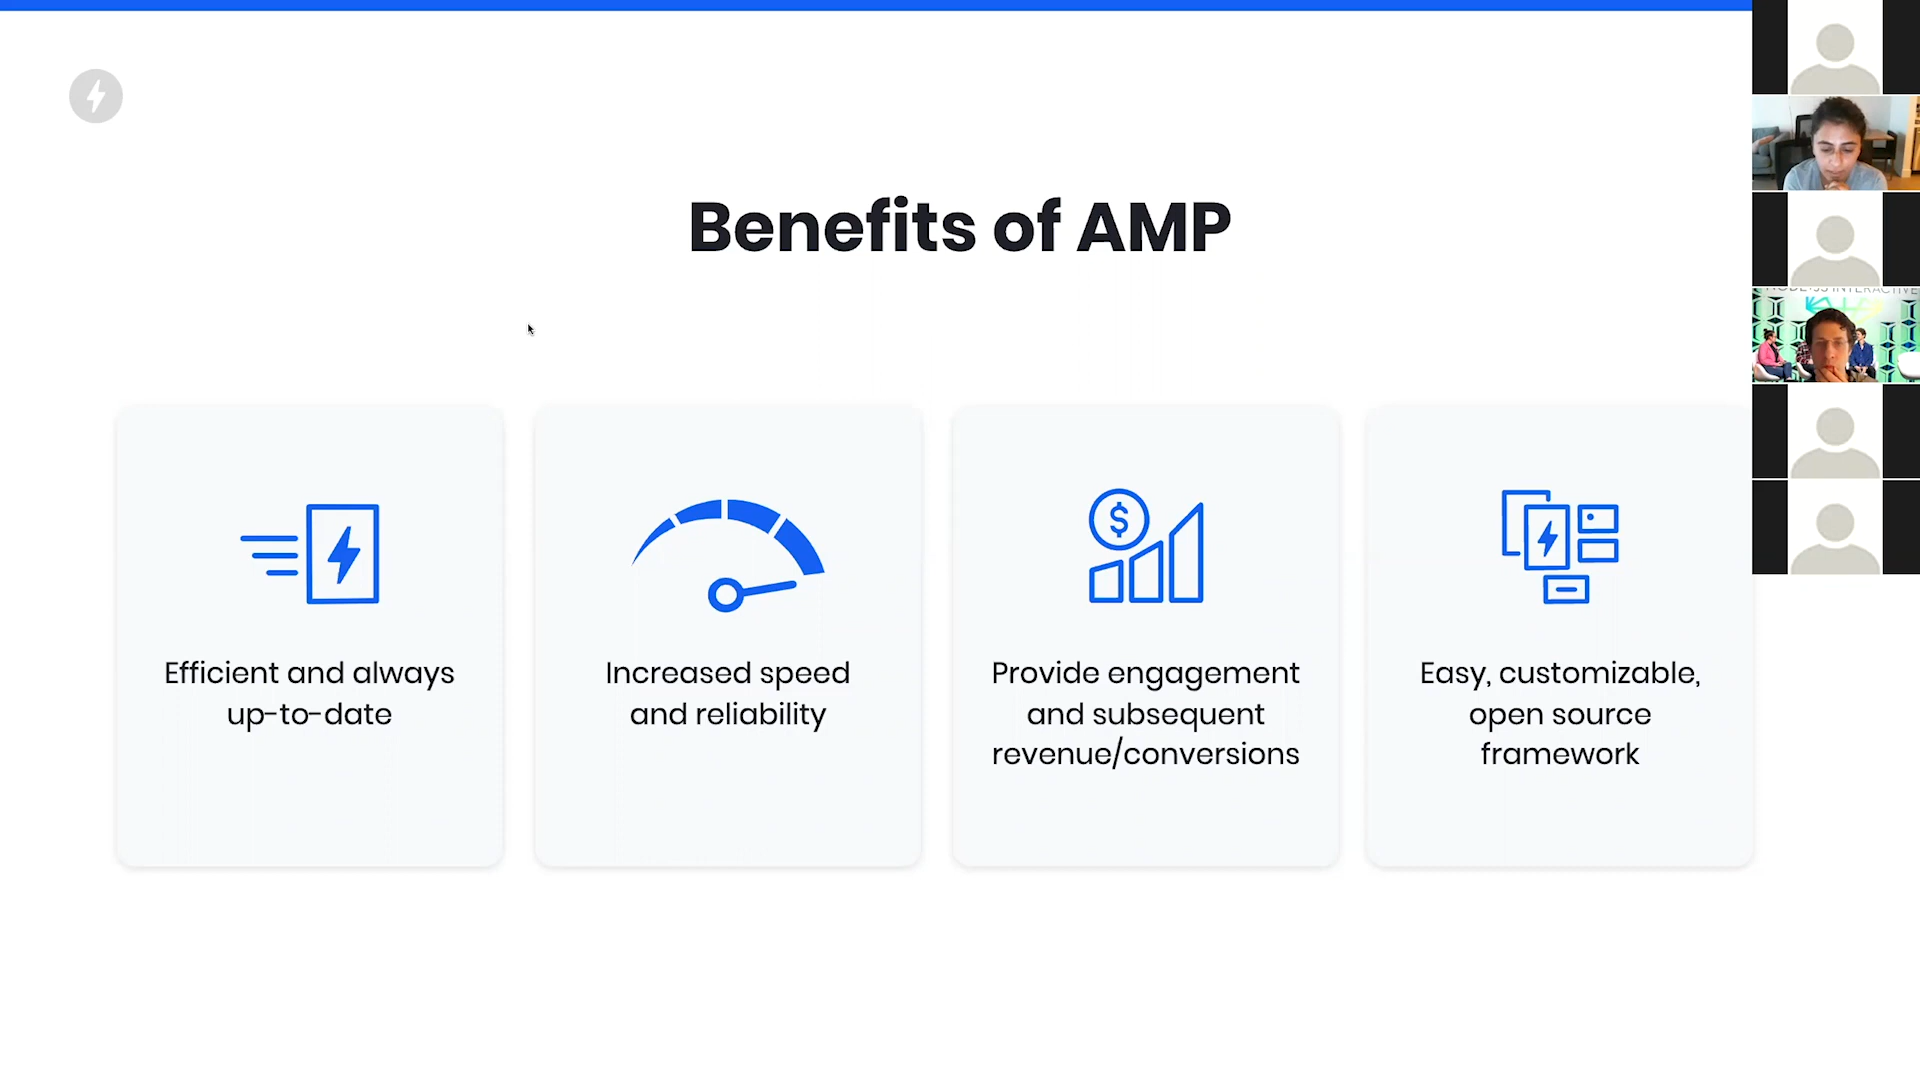 Benefits of AMP
Efficient and always
up-to-date
Increased speed
and reliability
Provide engagement
and subsequent
revenue/conversions
Easy, customizable,
open source
framework
INTERACTIVE